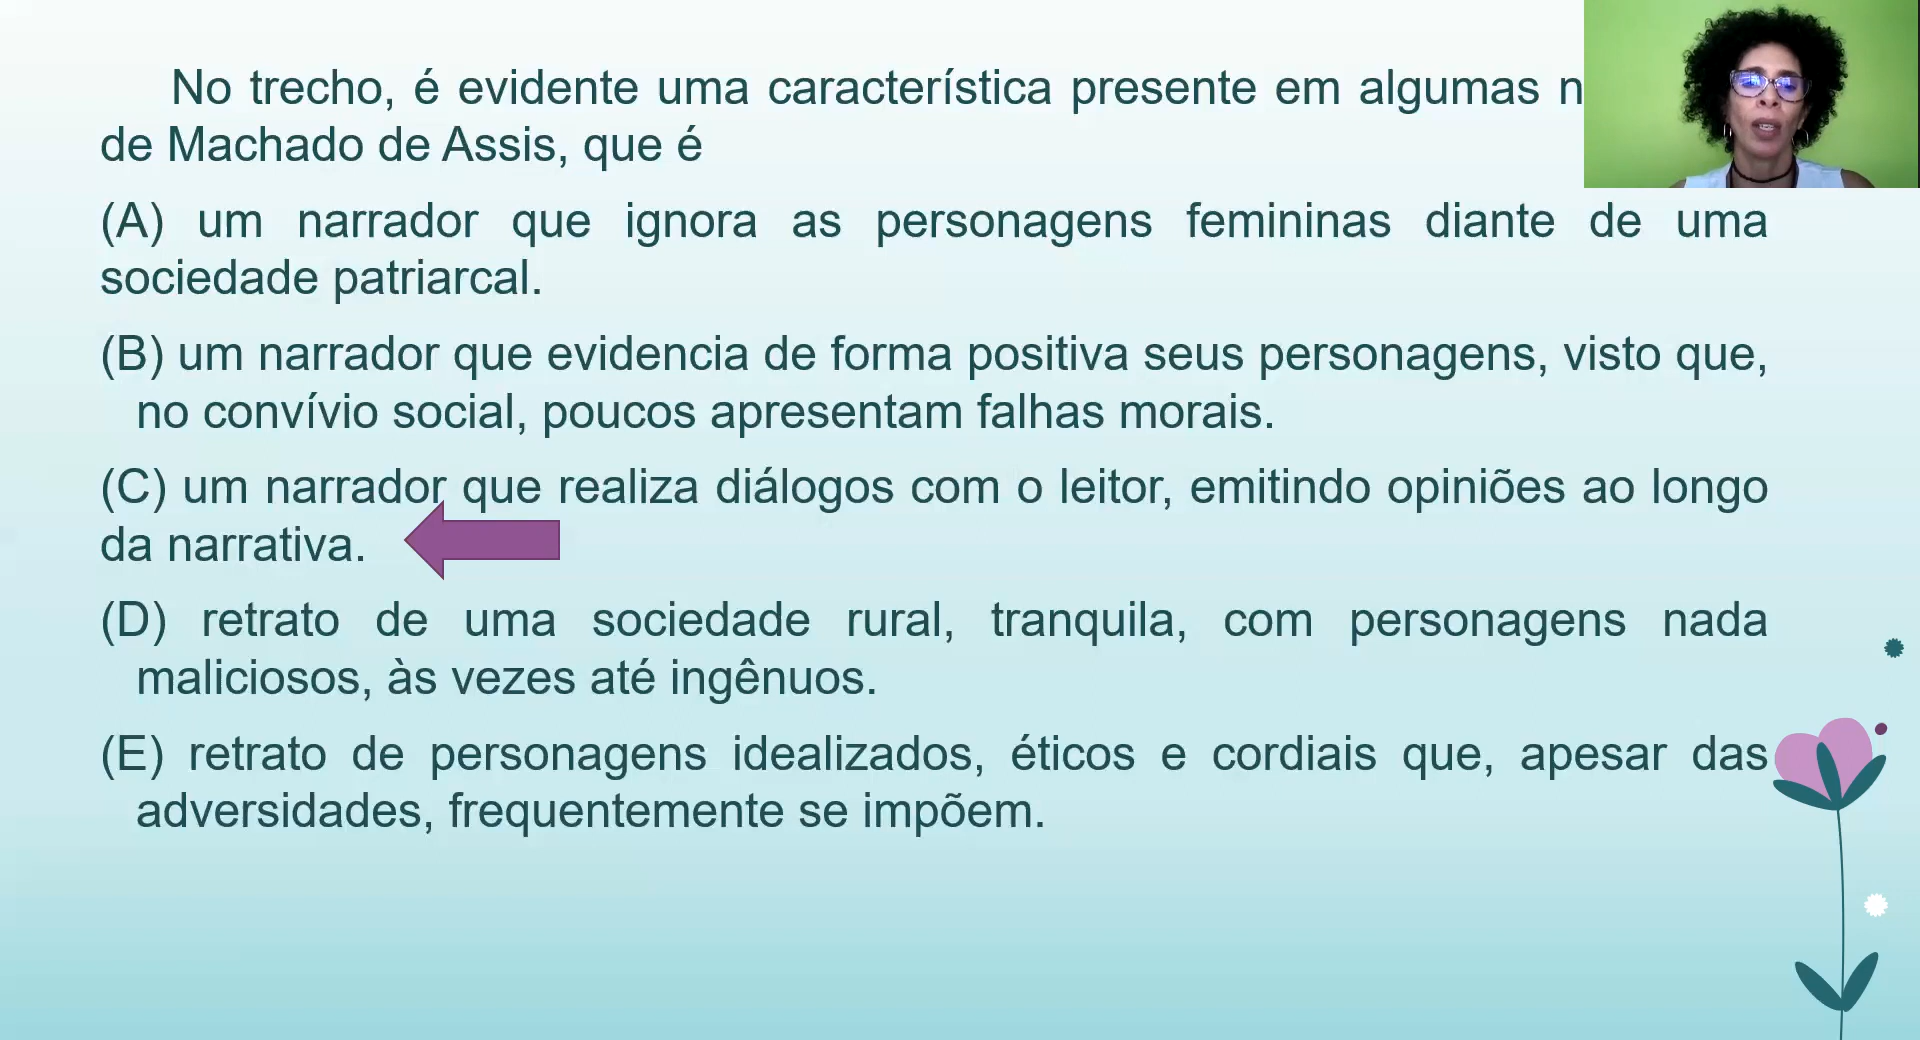 No trecho, é evidente uma característica presente em algumas
de Machado de Assis, que é
(A) um narrador que ignora as personagens femininas diante de uma
sociedade patriarcal.
(B) um narrador que evidencia de forma positiva seus personagens, visto que,
no convívio social, poucos apresentam falhas morais.
(C) um narrador que realiza diálogos com o leitor, emitindo opiniões ao longo
da narrativa.
(D) retrato de uma sociedade rural, tranquila, com personagens nada
maliciosos, às vezes até ingênuos.
(E) retrato de personagens idealizados, éticos e cordiais que, apesar das
adversidades, frequentemente se impõem.